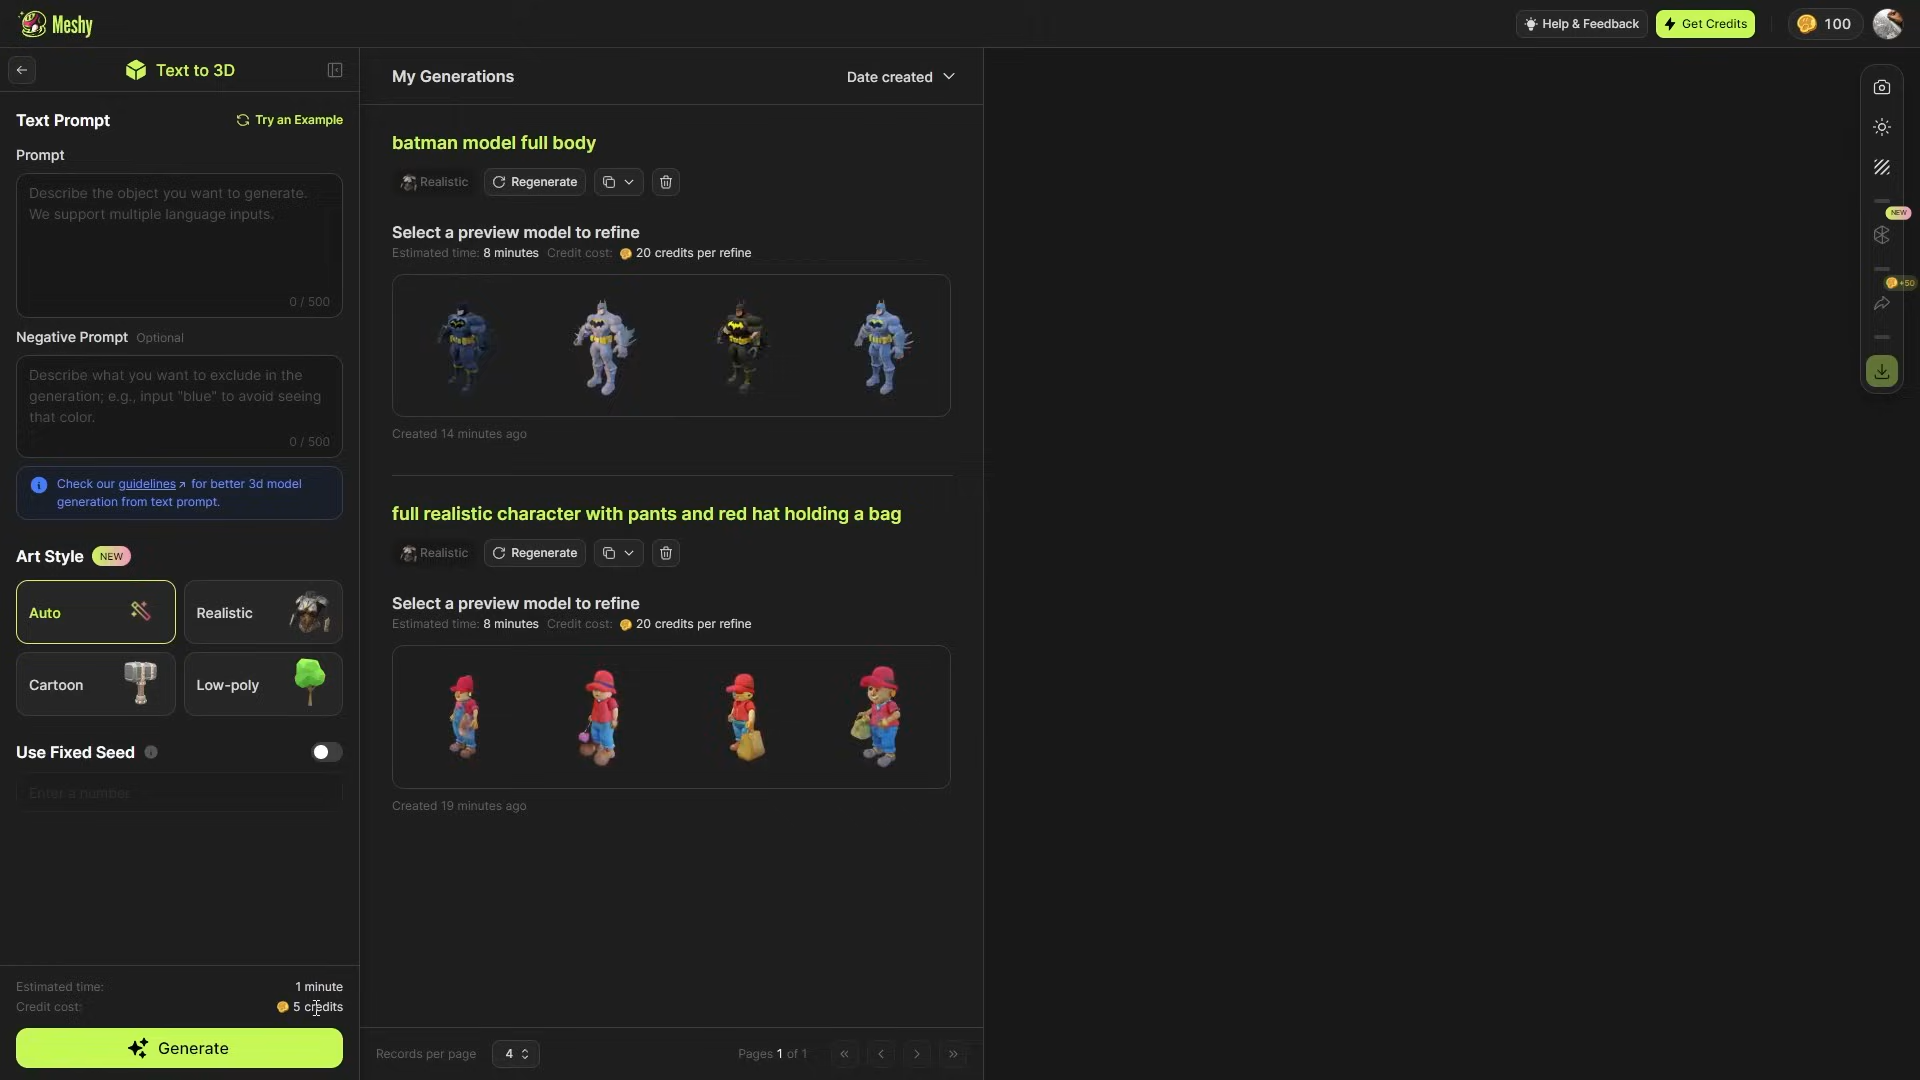 Meshy
Help & Feedback
Get Credits
100
Text to 3D
Text Prompt
Try an Example
Prompt
Describe the object you want to generate.
We support multiple language inputs.
0 / 500
Negative Prompt Optional
Describe what you want to exclude in the
generation; e.g., input "blue" to avoid seeing
that color.
0 / 500
Check our guidelines for better 3d model
generation from text prompt.
Art Style NEW
Auto
Realistic
Cartoon
Low-poly
Use Fixed Seed
Enter a number
Estimated time: 1 minute
Credit cost: 5 credits
Generate
My Generations
Date created
batman model full body
Realistic
Regenerate
Select a preview model to refine
Estimated time: 8 minutes Credit cost: 20 credits per refine
Created 14 minutes ago
full realistic character with pants and red hat holding a bag
Realistic
Regenerate
Select a preview model to refine
Estimated time: 8 minutes Credit cost: 20 credits per refine
Created 19 minutes ago
Records per page 4
Pages 1 of 1
NEW
+50